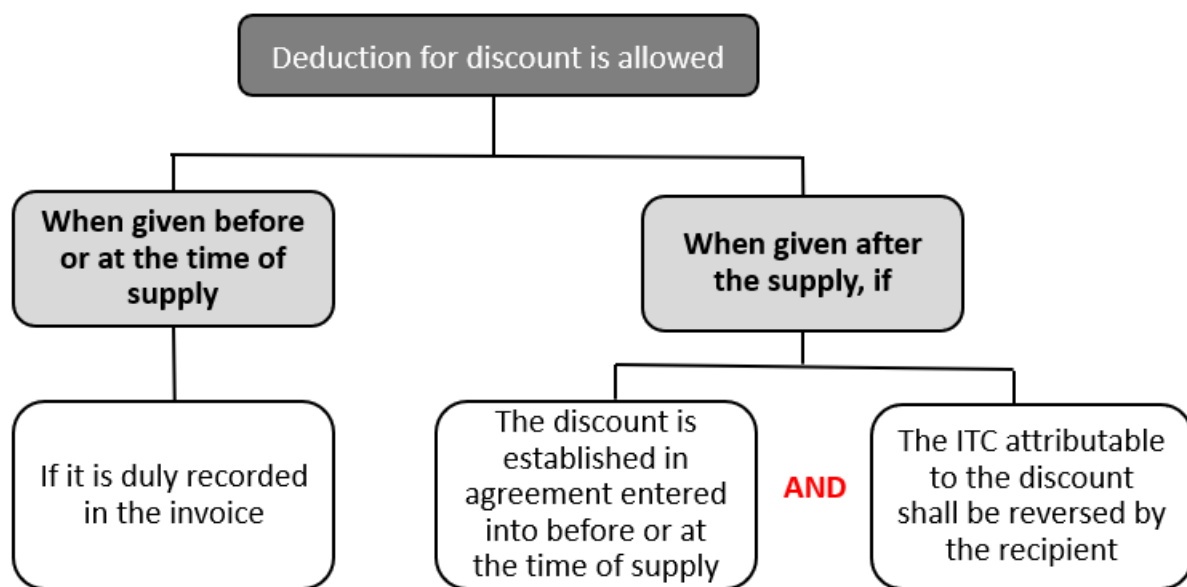 Deduction for discount is allowed
When given before
or at the time of
supply
When given after
the supply, if
If it is duly recorded
in the invoice
The discount is
established in
agreement entered
into before or at
the time of supply
AND
The ITC attributable
to the discount
shall be reversed by
the recipient